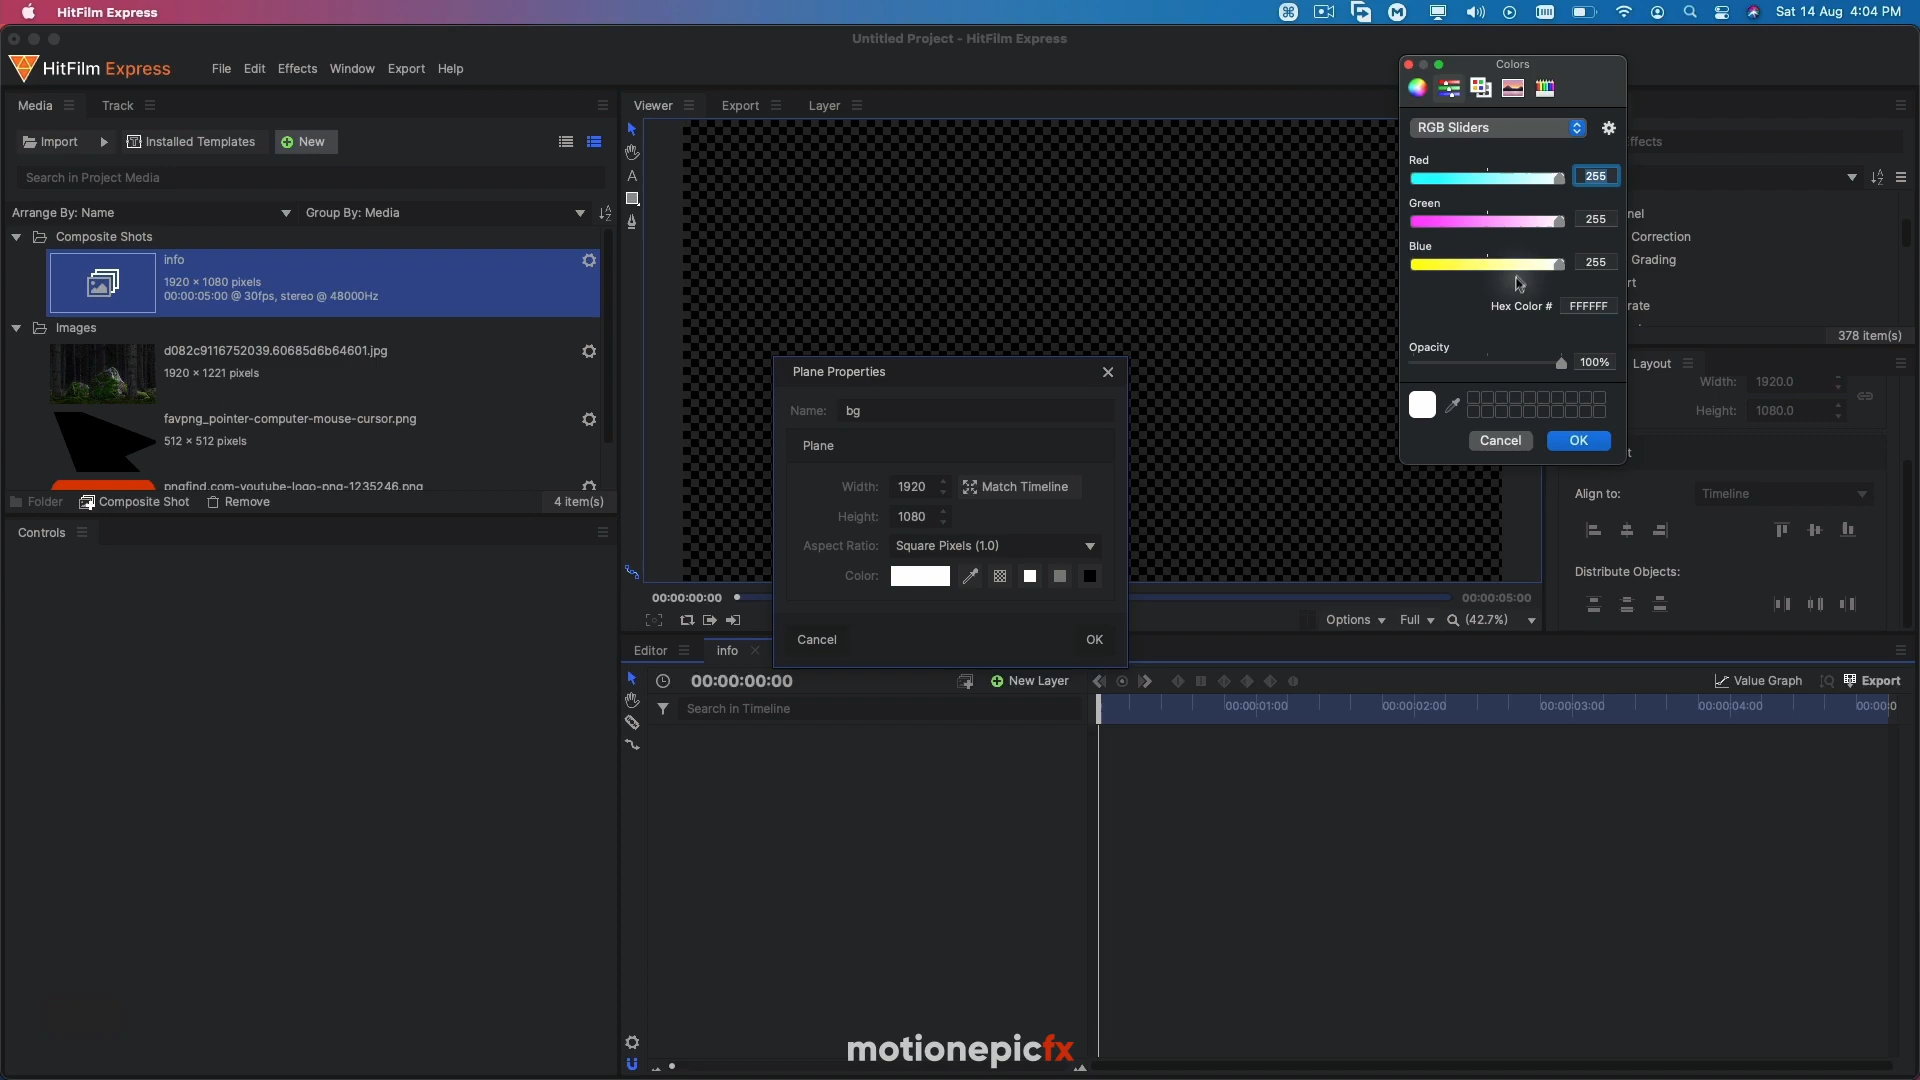 HitFilm Express
Sat 14 Aug 4:04 PM
Untitled Project - HitFilm Express
HitFilm Express
File Edit Effects Window Export Help
Colors
Media Track
Viewer Export Layer
Import Installed Templates New
RGB Sliders
ffects
Search in Project Media
Red
255
Arrange By: Name Group By: Media
Green
255
nel
Composite Shots
Correction
Blue
255
Grading
info
1920 × 1080 pixels
00:00:05:00 @ 30fps, stereo @ 48000Hz
rt
Hex Color # FFFFFF
rate
Images
378 item(s)
d082c9116752039.60685d6b64601.jpg
1920 × 1221 pixels
Opacity
100%
Layout
Width: 1920.0
Height: 1080.0
Plane Properties
Name: bg
favpng_pointer-computer-mouse-cursor.png
512 × 512 pixels
Cancel OK
Plane
t
pngfind.com-youtube-logo-png-1235246.png
Width: 1920 Match Timeline
Align to: Timeline
Folder Composite Shot Remove 4 item(s)
Height: 1080
Controls
Aspect Ratio: Square Pixels (1.0)
Color:
Distribute Objects:
00:00:00:00 00:00:05:00
Options Full (42.7%)
Cancel OK
Editor info
00:00:00:00 New Layer Value Graph Export
Search in Timeline
00:00:01:00 00:00:02:00 00:00:03:00 00:00:04:00 00:00:0
motionepicfx